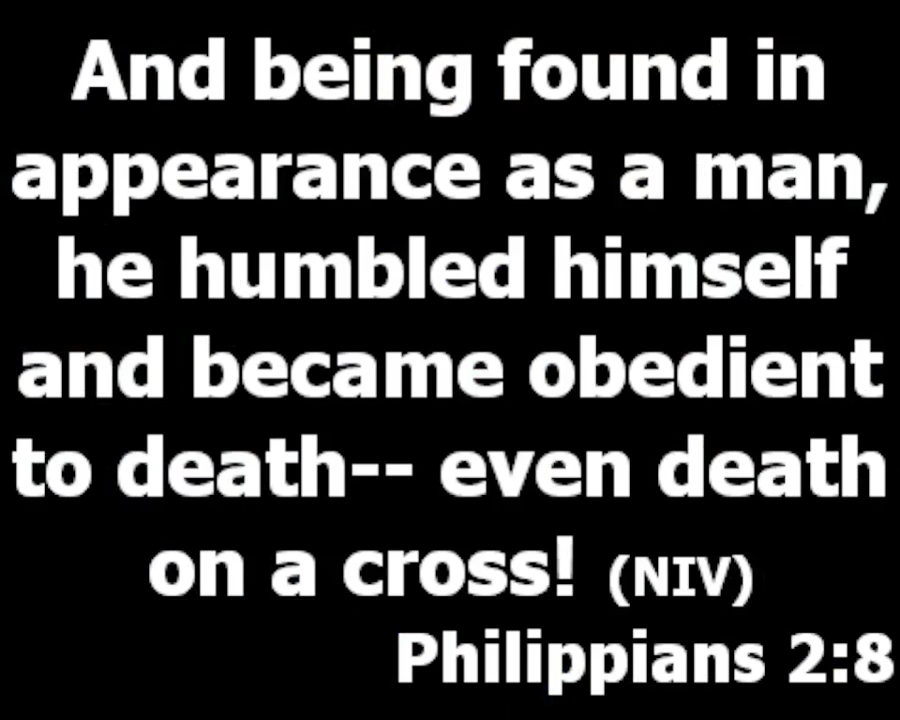 And being found in
appearance as a man,
he humbled himself
and became obedient
to death-- even death
on a cross! (NIV)
Philippians 2:8